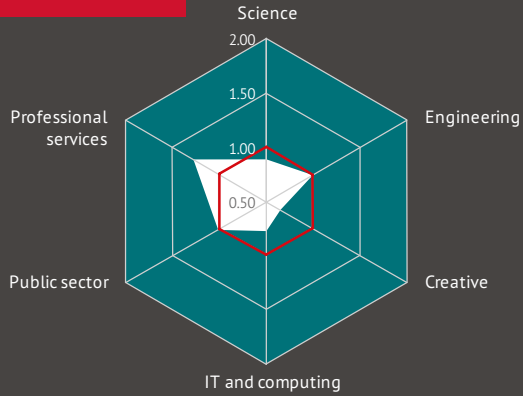 Science
2.00
1.50
Professional
services
Engineering
1.00
0.50
Public sector
Creative
IT and computing